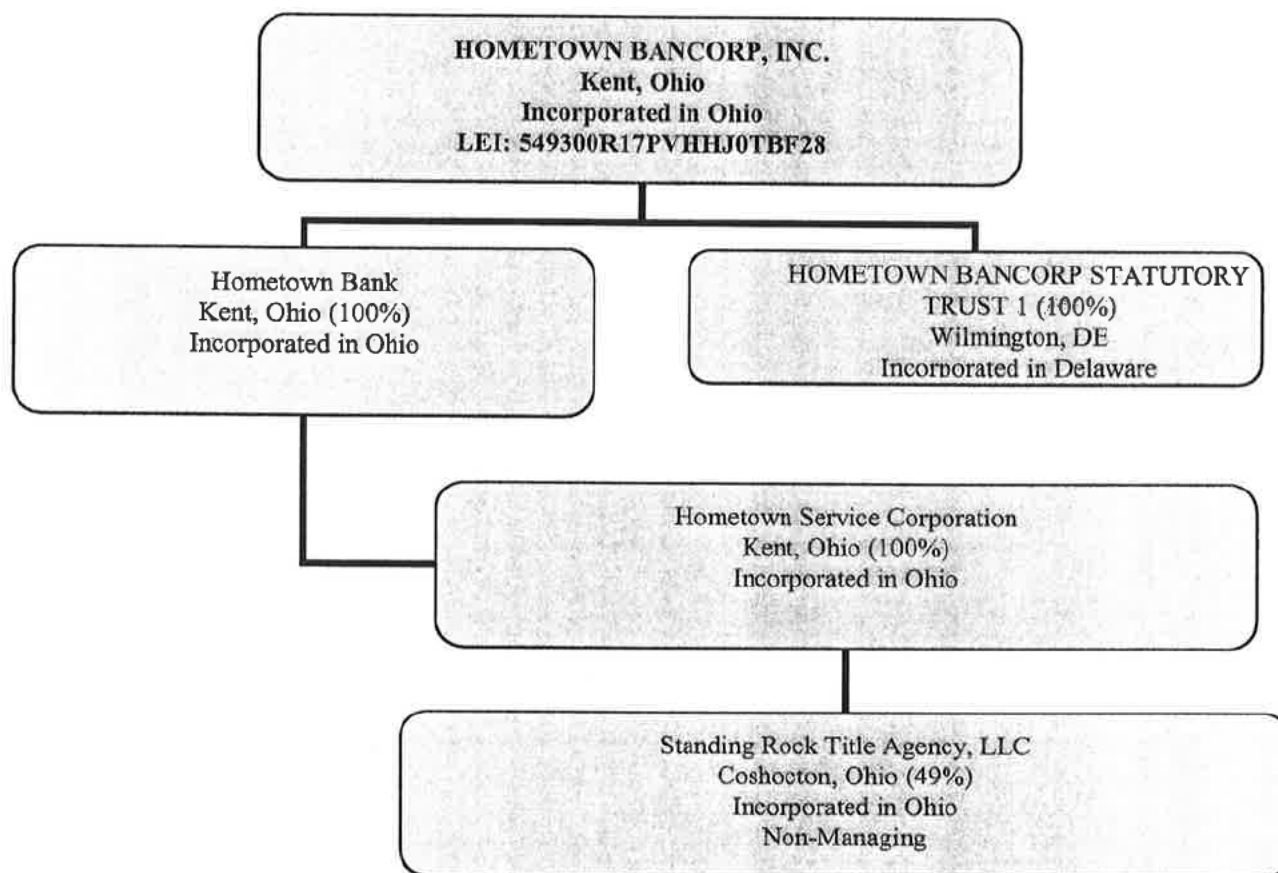 HOMETOWN BANCORP, INC.
Kent, Ohio
Incorporated in Ohio
LEI: 549300R17PVHHJ0TBF28
Hometown Bank
Kent, Ohio (100%)
Incorporated in Ohio
HOMETOWN BANCORP STATUTORY
TRUST 1 (100%)
Wilmington, DE
Incorporated in Delaware
Hometown Service Corporation
Kent, Ohio (100%)
Incorporated in Ohio
Standing Rock Title Agency, LLC
Coshocton, Ohio (49%)
Incorporated in Ohio
Non-Managing